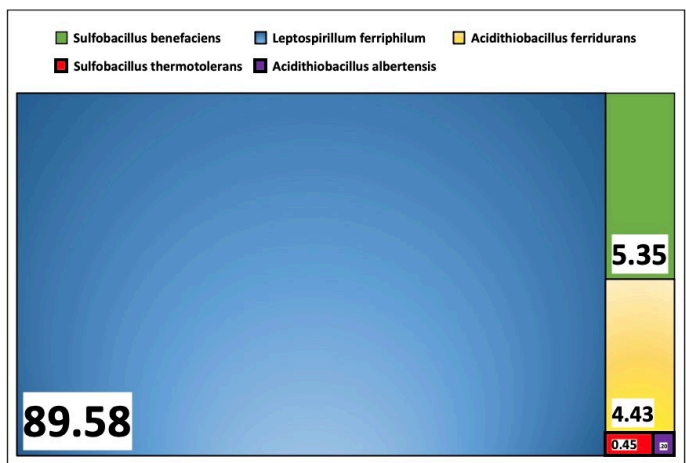 Sulfobacillus benefaciens Leptospirillum ferriphilum Acidithiobacillus ferridurans
Sulfobacillus thermotolerans Acidithiobacillus albertensis
5.35
89.58
4.43
0.45